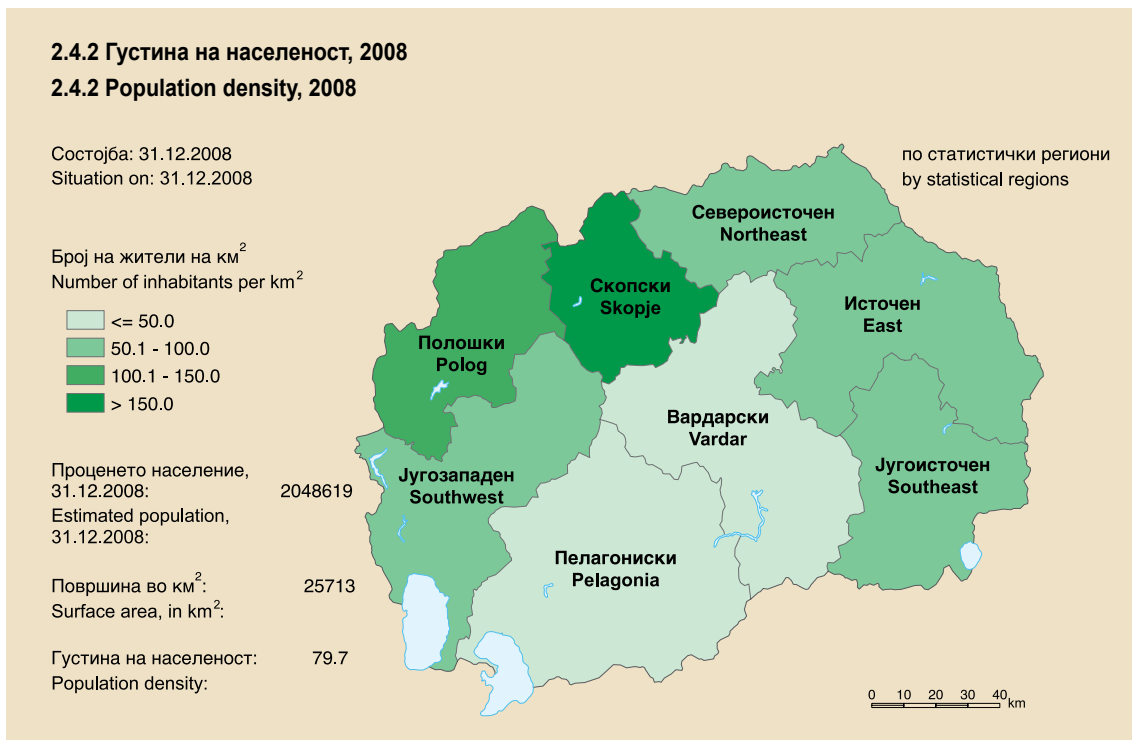 2.4.2 Густина на населеност, 2008
2.4.2 Population density, 2008
Состојба: 31.12.2008
Situation on: 31.12.2008
по статистички региони
by statistical regions
Број на жители на км²
Number of inhabitants per km²
<= 50.0
50.1 - 100.0
100.1 - 150.0
> 150.0
Североисточен
Northeast
Скопски
Skopje
Источен
East
Полошки
Polog
Вардарски
Vardar
Југозападен
Southwest
Југоисточен
Southeast
Пелагониски
Pelagonia
Проценето население,
31.12.2008: 2048619
Estimated population,
31.12.2008:
Површина во км²: 25713
Surface area, in km²:
Густина на населеност: 79.7
Population density:
0 10 20 30 40
km